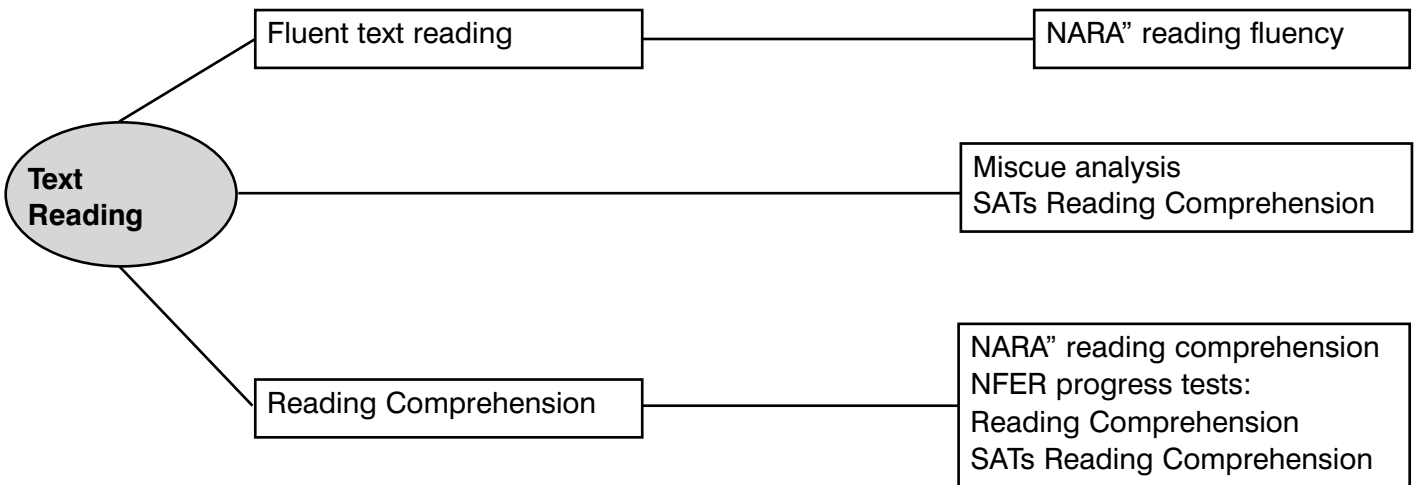 Fluent text reading
NARA” reading fluency
Text
Reading
Miscue analysis
SATs Reading Comprehension
Reading Comprehension
NARA” reading comprehension
NFER progress tests:
Reading Comprehension
SATs Reading Comprehension